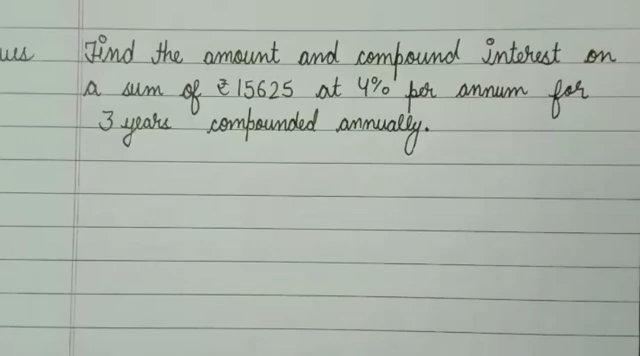 ues Find the amount and compound interest on
a sum of ₹15625 at 4% per annum for
3 years compounded annually.